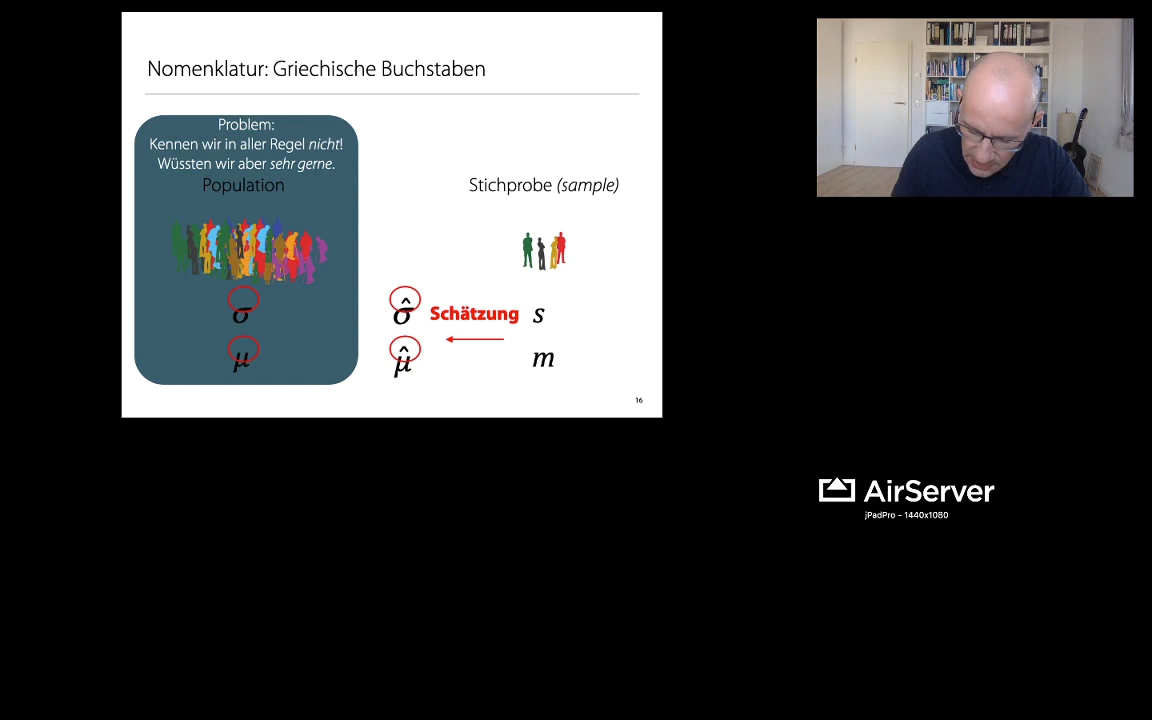 Nomenklatur: Griechische Buchstaben
Problem:
Kennen wir in aller Regel nicht!
Wüssten wir aber sehr gerne.
Population
Stichprobe (sample)
σ
σ̂
Schätzung
s
μ
μ̂
m
16
AirServer
jPadPro - 1440x1080